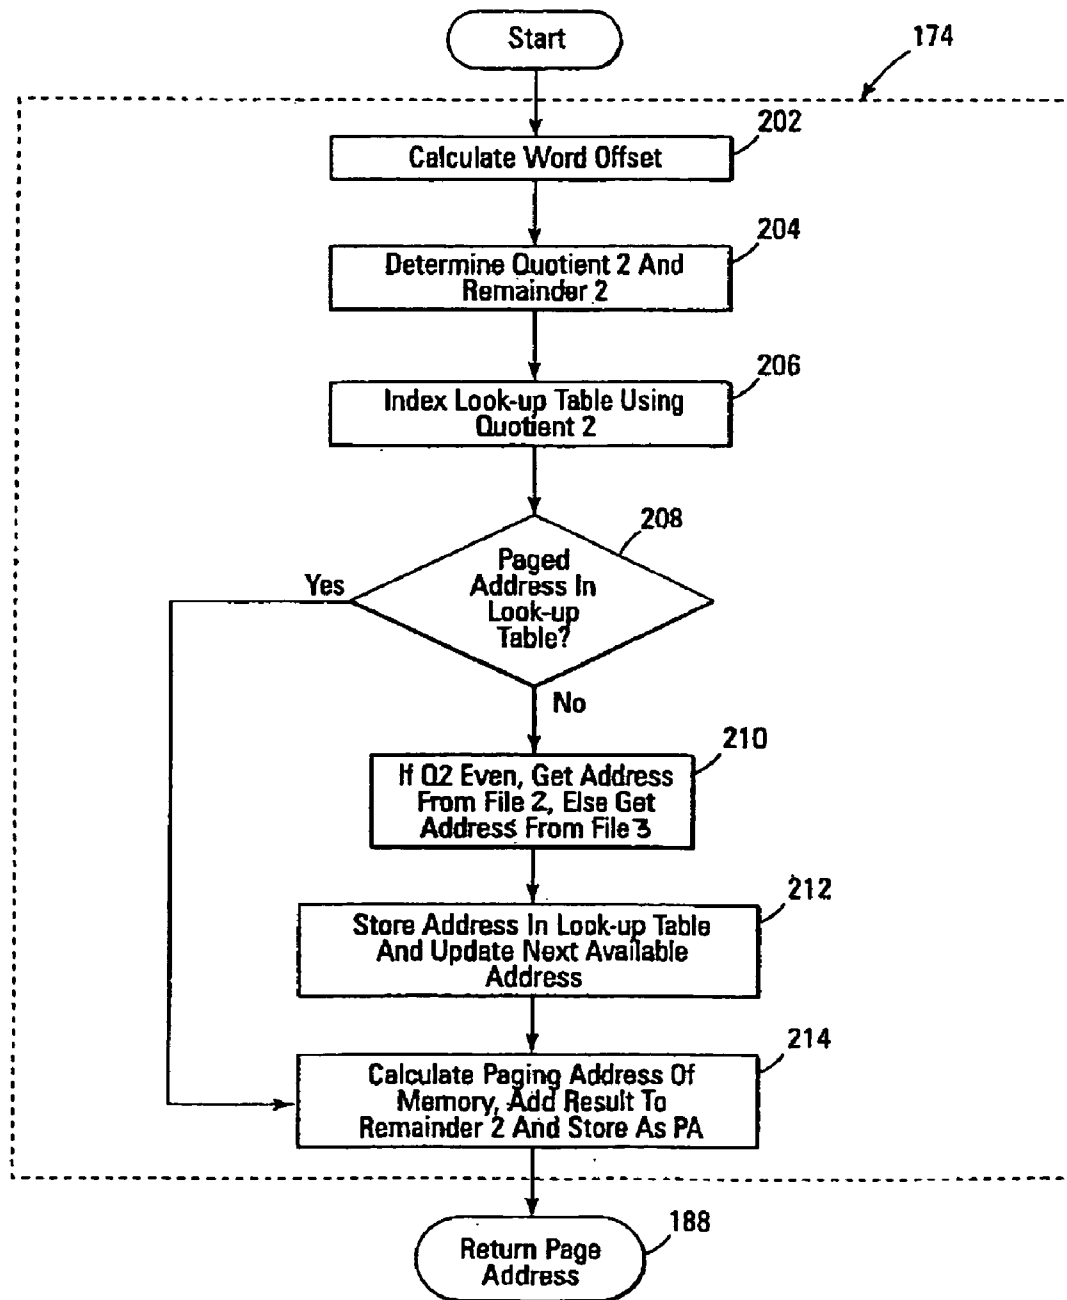 Start
174
202
Calculate Word Offset
204
Determine Quotient 2 And
Remainder 2
206
Index Look-up Table Using
Quotient 2
208
Paged
Address In
Look-up
Table?
Yes
No
210
If Q2 Even, Get Address
From File 2, Else Get
Address From File 3
212
Store Address In Look-up Table
And Update Next Available
Address
214
Calculate Paging Address Of
Memory, Add Result To
Remainder 2 And Store As PA
188
Return Page
Address